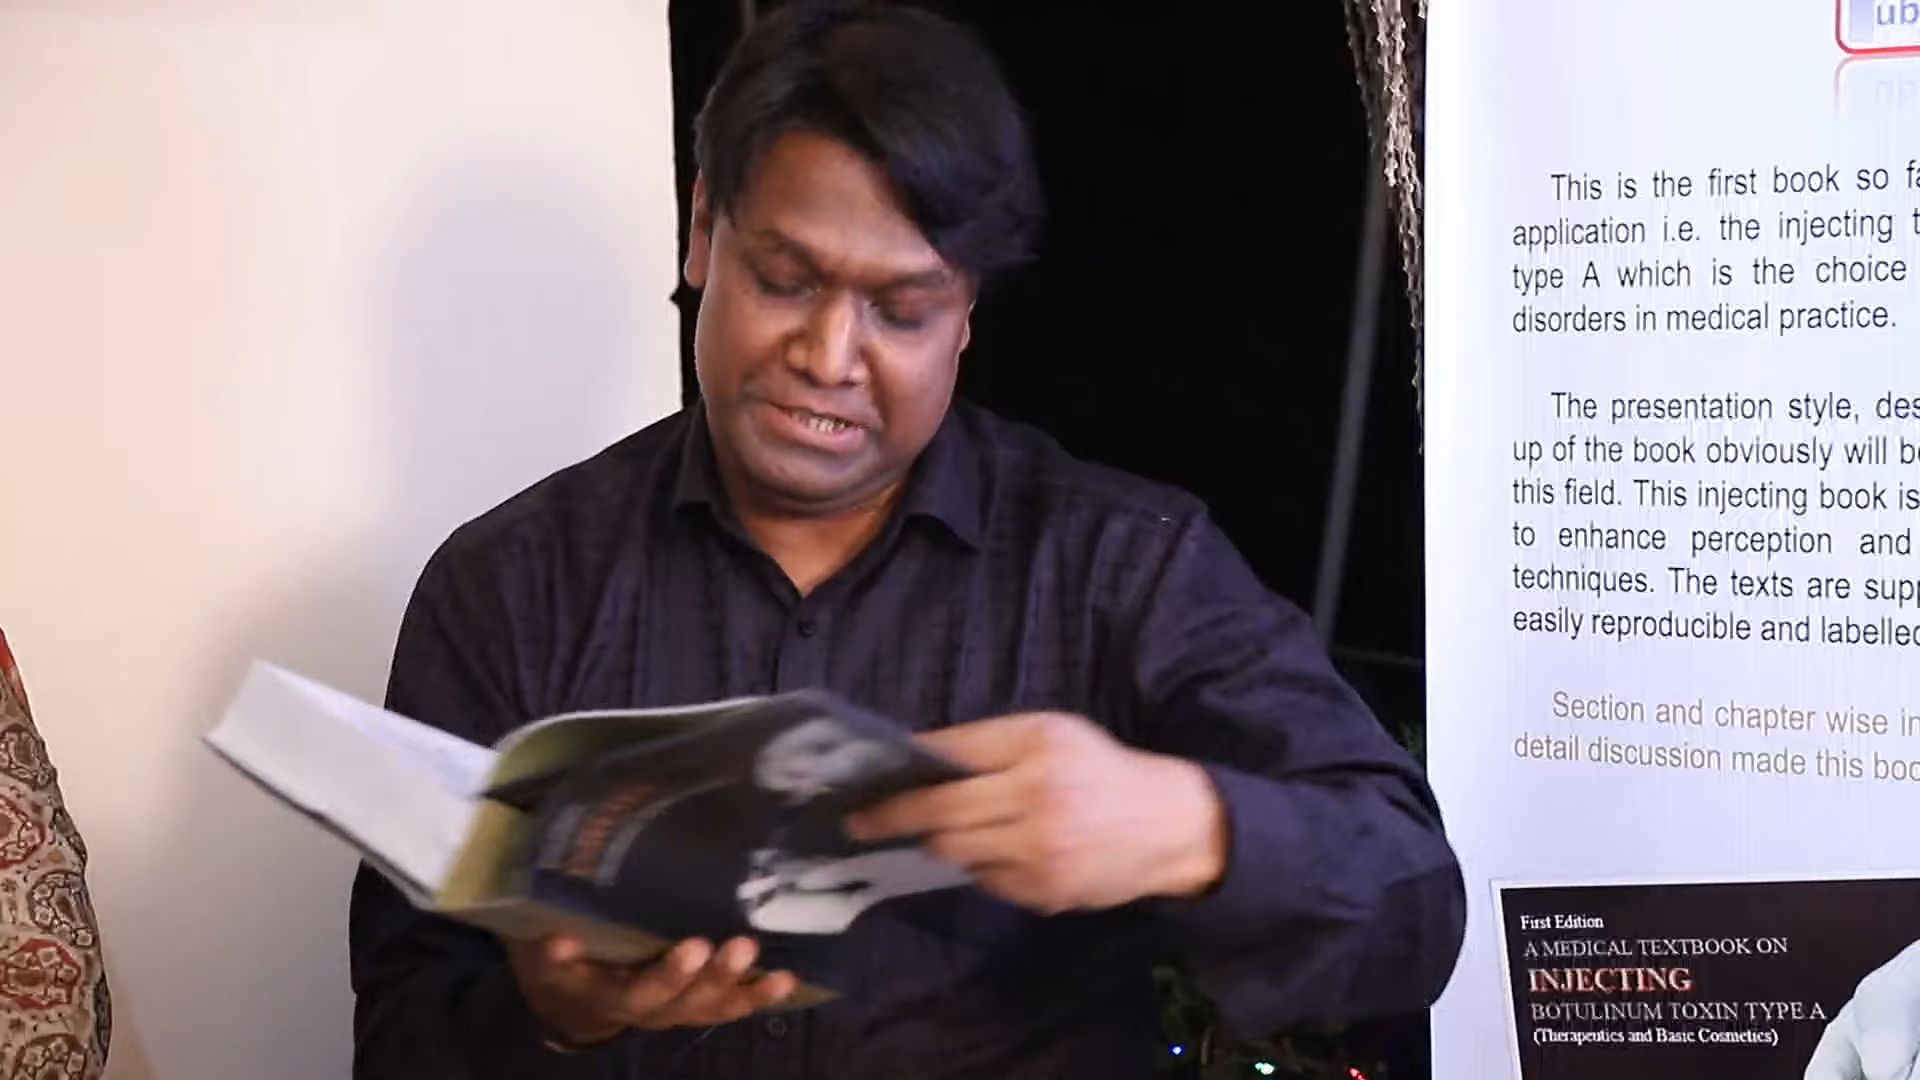 ub
This is the first book so fa
application i.e. the injecting t
type A which is the choice
disorders in medical practice.
The presentation style, des
up of the book obviously will be
this field. This injecting book is
to enhance perception and
techniques. The texts are supp
easily reproducible and labelled
Section and chapter wise in
detail discussion made this boo
First Edition
A MEDICAL TEXTBOOK ON
INJECTING
BOTULINUM TOXIN TYPE A
(Therapeutics and Basic Cosmetics)